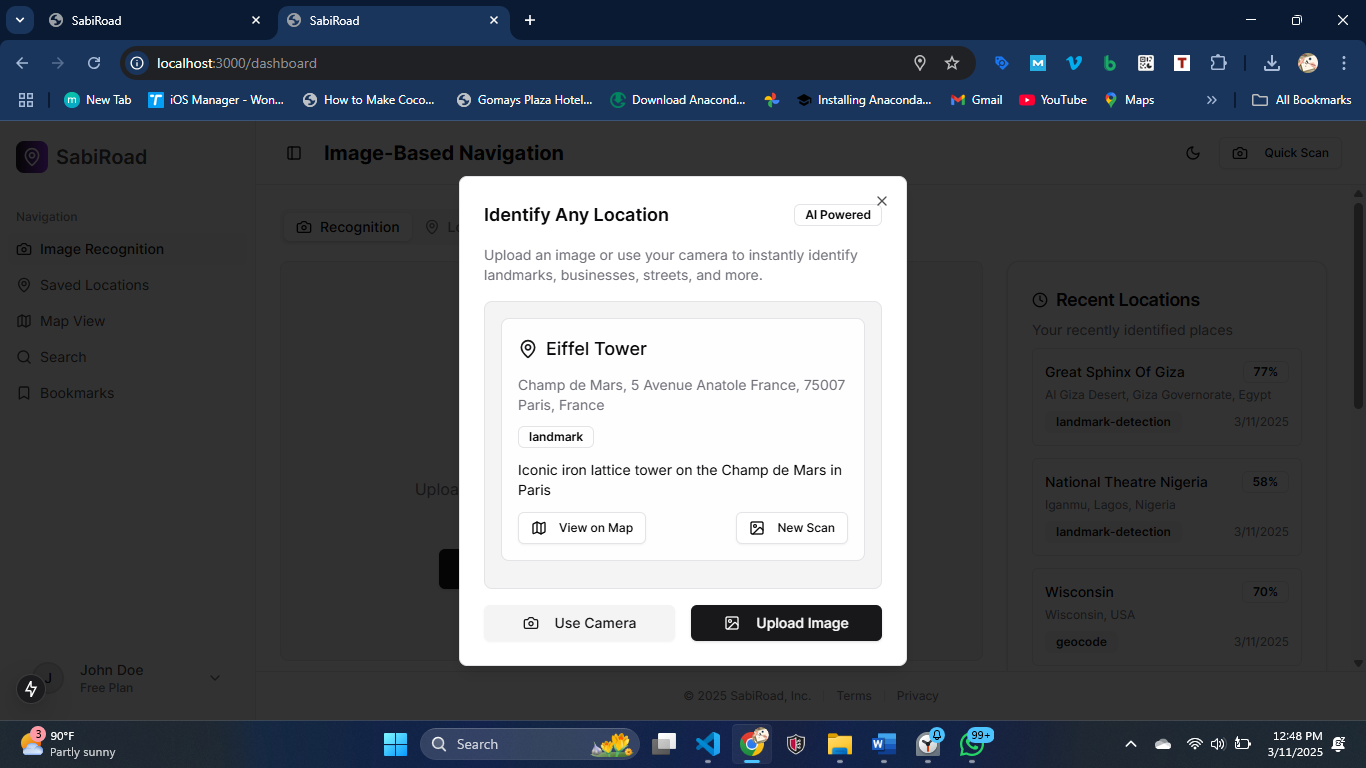 SabiRoad
SabiRoad
localhost:3000/dashboard
New Tab
iOS Manager - Won...
How to Make Coco...
Gomays Plaza Hotel...
Download Anacond...
Installing Anaconda...
Gmail
YouTube
Maps
All Bookmarks
SabiRoad
Image-Based Navigation
Quick Scan
Navigation
Image Recognition
Saved Locations
Map View
Search
Bookmarks
Recognition
Identify Any Location
AI Powered
Upload an image or use your camera to instantly identify
landmarks, businesses, streets, and more.
Eiffel Tower
Champ de Mars, 5 Avenue Anatole France, 75007
Paris, France
landmark
Iconic iron lattice tower on the Champ de Mars in
Paris
View on Map
New Scan
Use Camera
Upload Image
Recent Locations
Your recently identified places
Great Sphinx Of Giza
77%
Al Giza Desert, Giza Governorate, Egypt
landmark-detection
3/11/2025
National Theatre Nigeria
58%
Iganmu, Lagos, Nigeria
landmark-detection
3/11/2025
Wisconsin
70%
Wisconsin, USA
geocode
3/11/2025
J
John Doe
Free Plan
© 2025 SabiRoad, Inc.
Terms
Privacy
3
90°F
Partly sunny
Search
99+
12:48 PM
3/11/2025